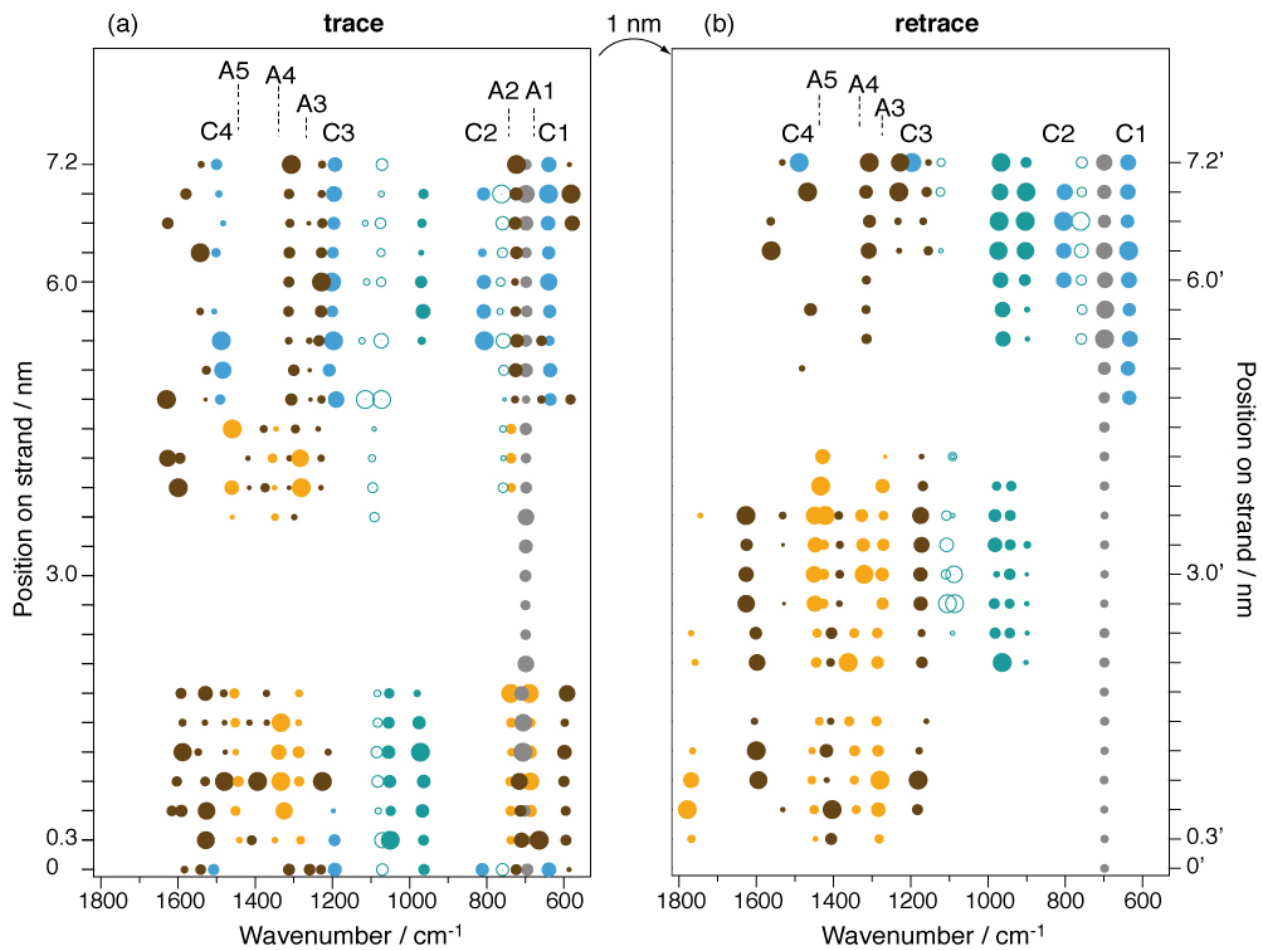 (a) trace 1 nm (b) retrace
A5 A4 A3 A2 A1 A5 A4 A3
C4 C3 C2 C1 C4 C3 C2 C1
7.2 7.2'
6.0 6.0'
Position on strand / nm
Position on strand / nm
3.0 3.0'
0.3 0.3'
0 0'
1800 1600 1400 1200 1000 800 600 1800 1600 1400 1200 1000 800 600
Wavenumber / cm⁻¹ Wavenumber / cm⁻¹